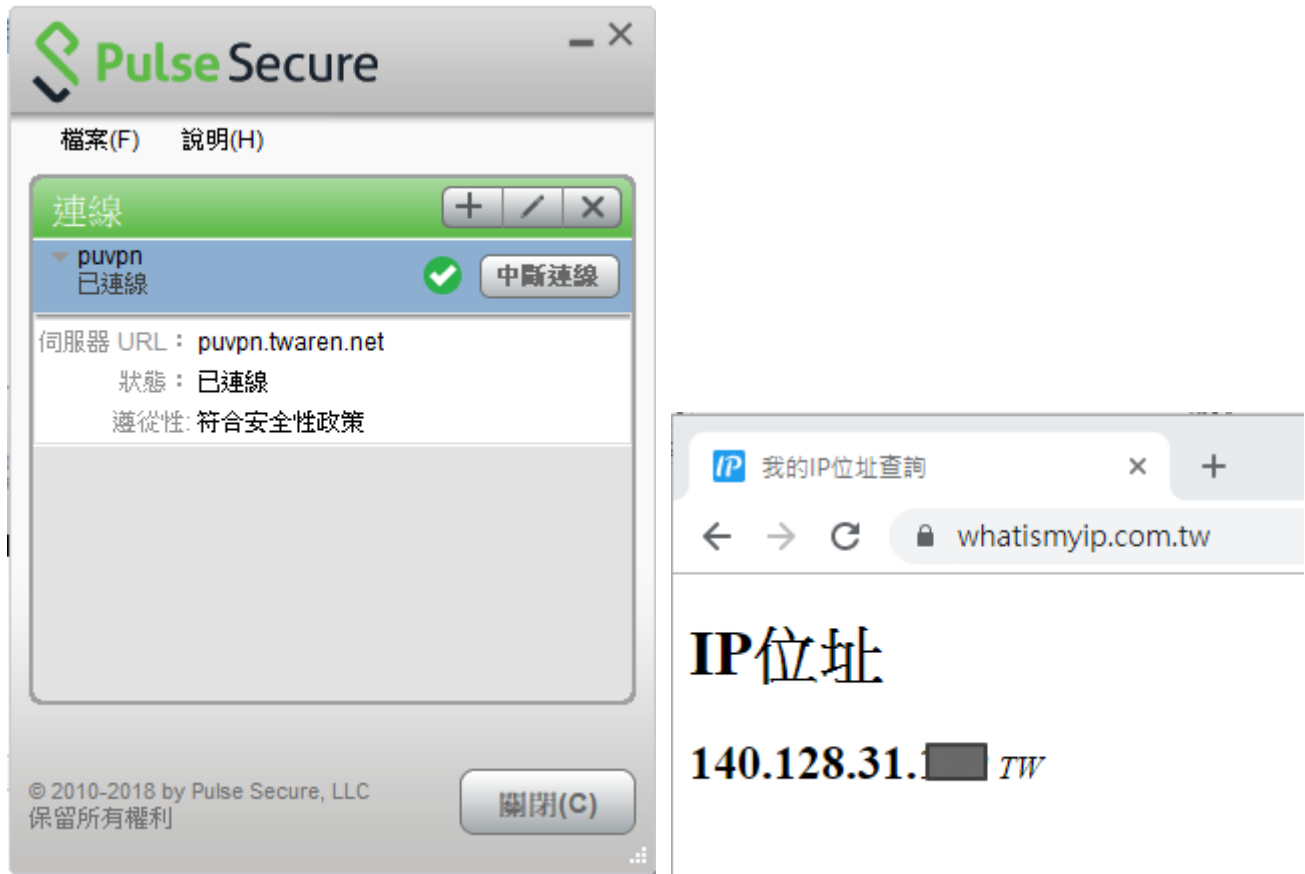 Pulse Secure
檔案(F) 說明(H)
連線
puvpn
已連線
中斷連線
伺服器 URL： puvpn.twaren.net
狀態： 已連線
遵從性: 符合安全性政策
© 2010-2018 by Pulse Secure, LLC
保留所有權利
關閉(C)
IP 我的IP位址查詢
whatismyip.com.tw
IP位址
140.128.31. TW